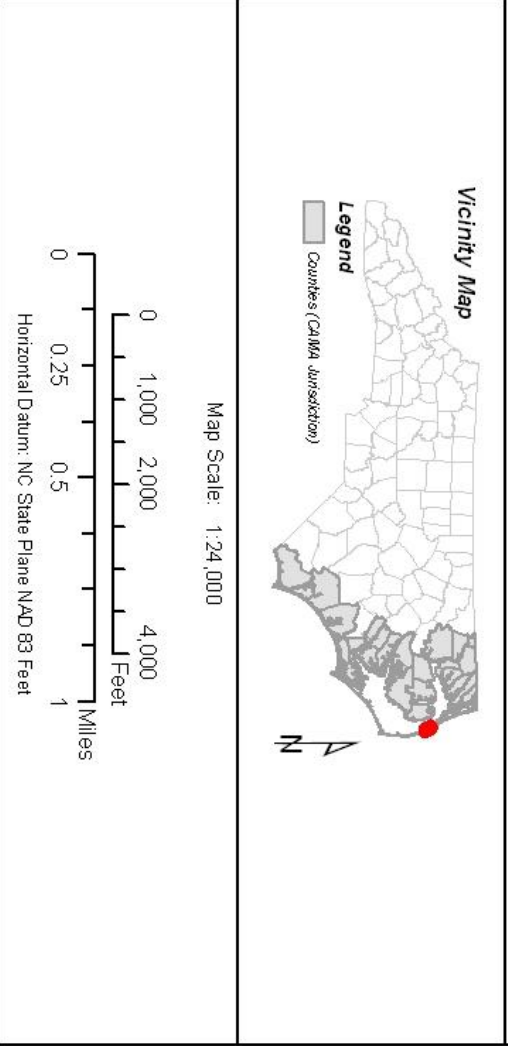 Vicinity Map
Legend
Counties (CAMA Jurisdiction)
N
Map Scale: 1:24,000
0 1,000 2,000 4,000
Feet
0 0.25 0.5 1
Miles
Horizontal Datum: NC State Plane NAD 83 Feet